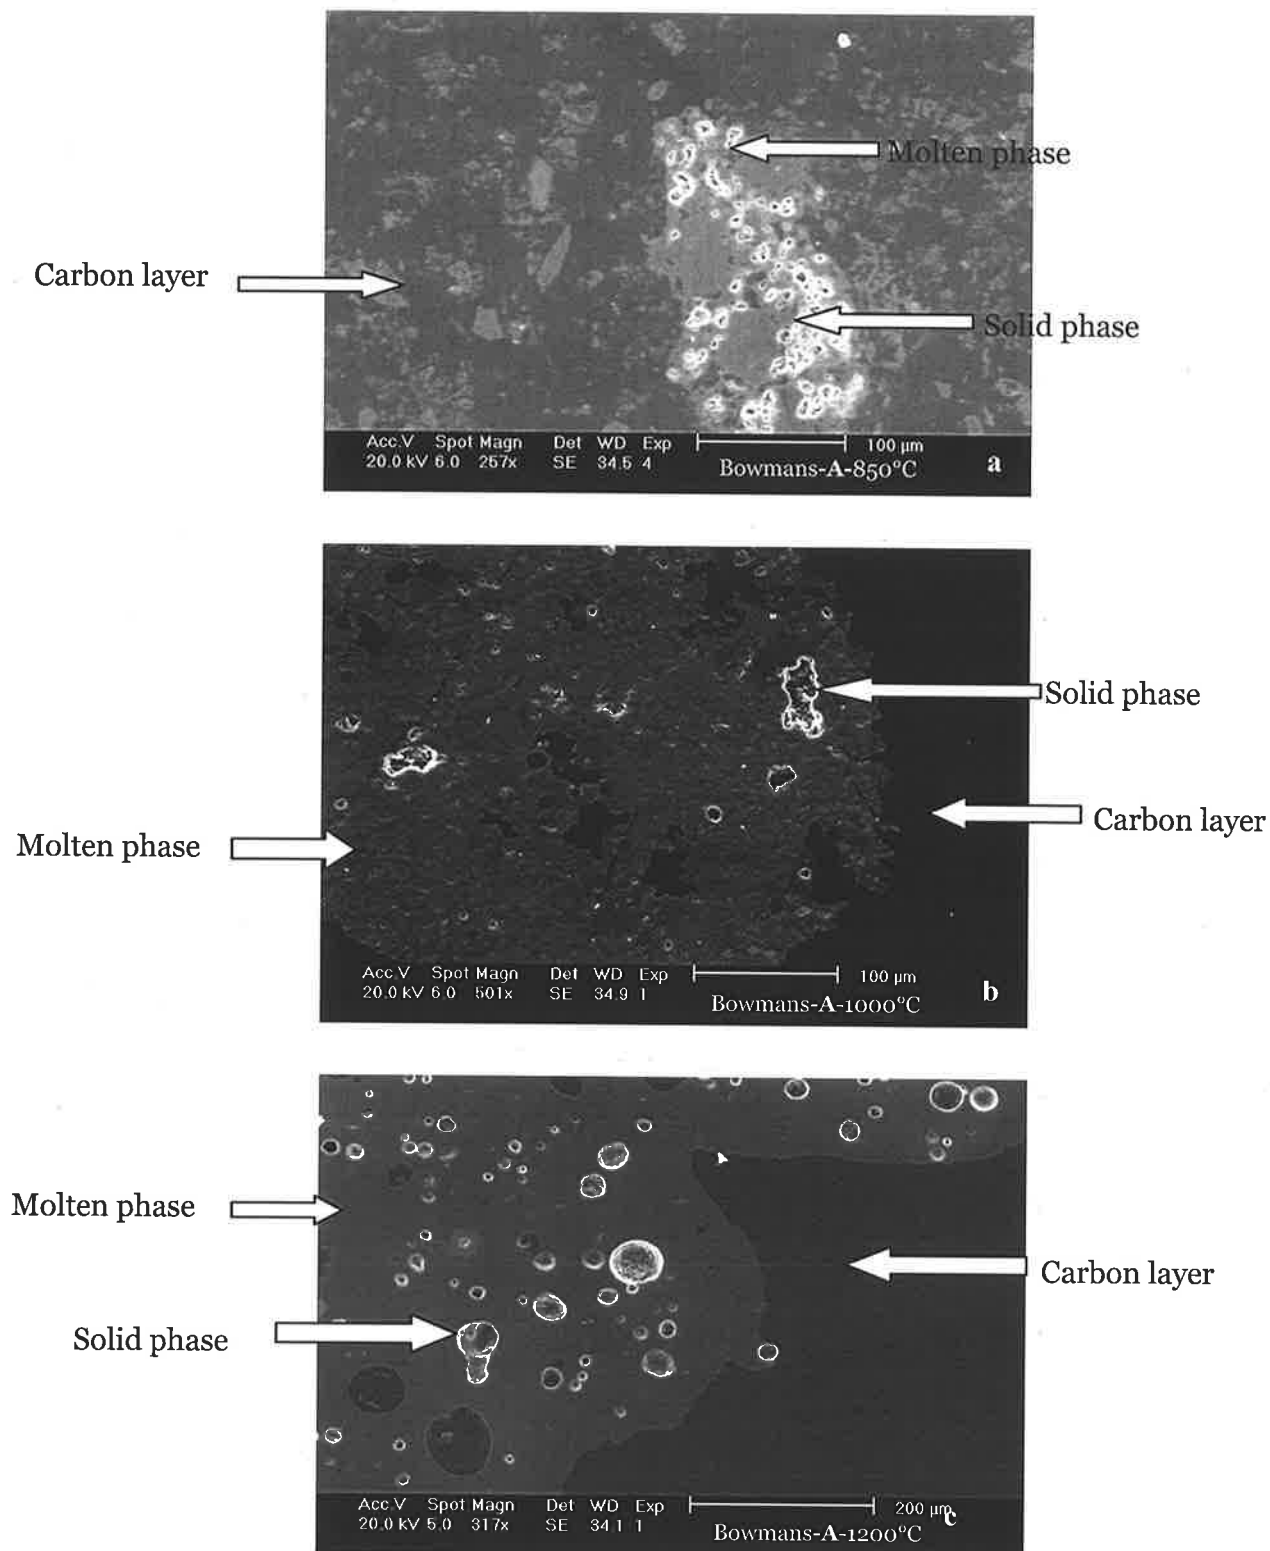 Molten phase
Carbon layer
Solid phase
Acc.V Spot Magn Det WD Exp 100 µm
20.0 kV 6.0 257x SE 34.5 4 Bowmans-A-850°C a
Solid phase
Carbon layer
Molten phase
Acc.V Spot Magn Det WD Exp 100 µm
20.0 kV 6.0 501x SE 34.9 1 Bowmans-A-1000°C b
Molten phase
Carbon layer
Solid phase
Acc.V Spot Magn Det WD Exp 200 µm c
20.0 kV 5.0 317x SE 34.1 1 Bowmans-A-1200°C